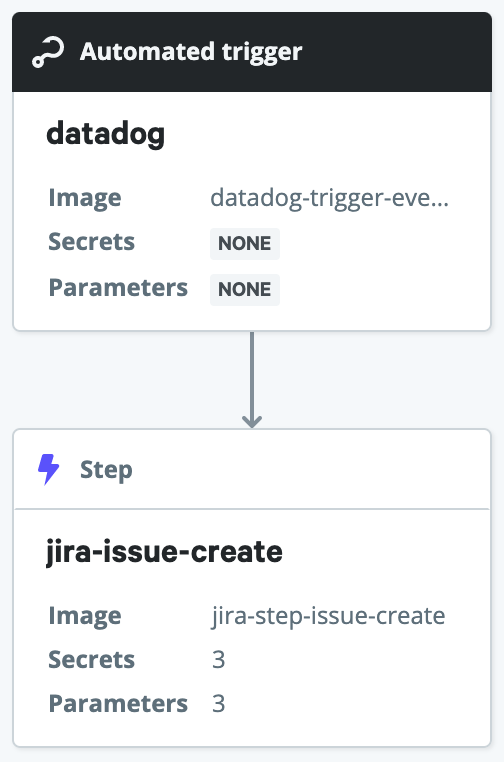 Automated trigger
datadog
Image datadog-trigger-eve...
Secrets NONE
Parameters NONE
Step
jira-issue-create
Image jira-step-issue-create
Secrets 3
Parameters 3